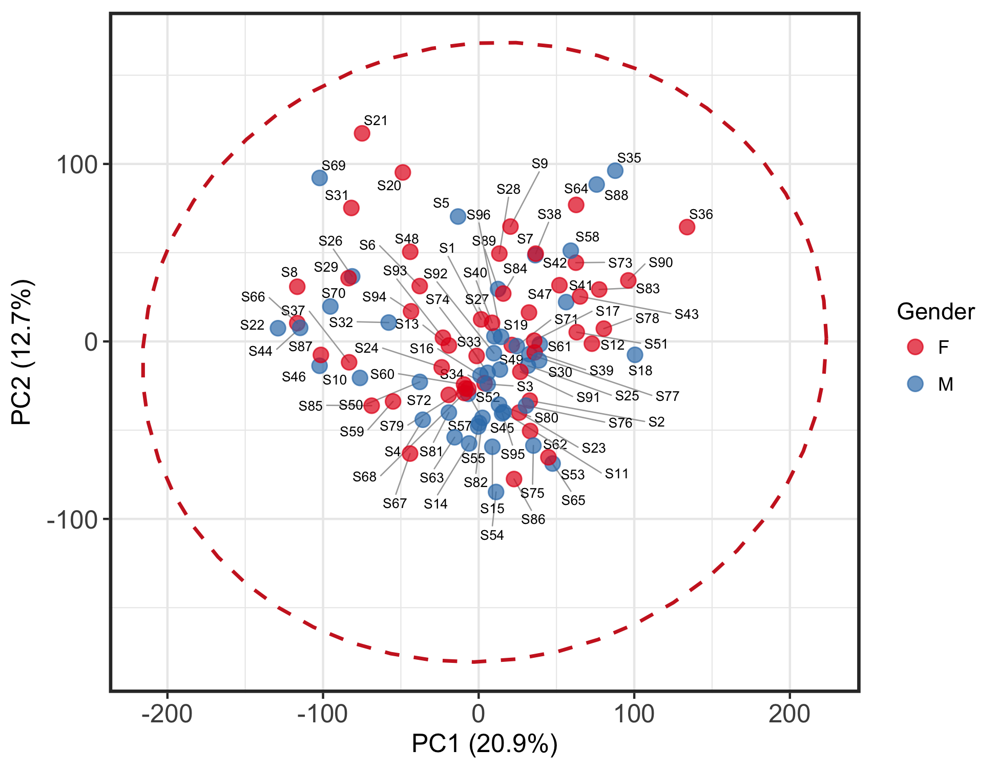 S21
S69
S35
S9
S20
S31
S28
S64
S88
S5
S96
S38
S36
S26
S6
S48
S1
S89
S7
S58
S8
S29
S93
S92
S40
S84
S42
S73
S90
S66
S70
S94
S74
S27
S47
S41
S83
S37
S22
S32
S13
S19
S71
S17
S78
S43
S44
S87
S24
S16
S33
S61
S12
S51
S49
S46
S10
S60
S34
S30
S39
S18
S85
S50
S72
S52
S3
S91
S25
S77
S59
S79
S57
S45
S80
S76
S2
S4
S81
S55
S95
S62
S23
S68
S63
S82
S53
S11
S67
S14
S15
S75
S65
S86
S54
100
0
-100
PC2 (12.7%)
-200
-100
0
100
200
PC1 (20.9%)
Gender
F
M